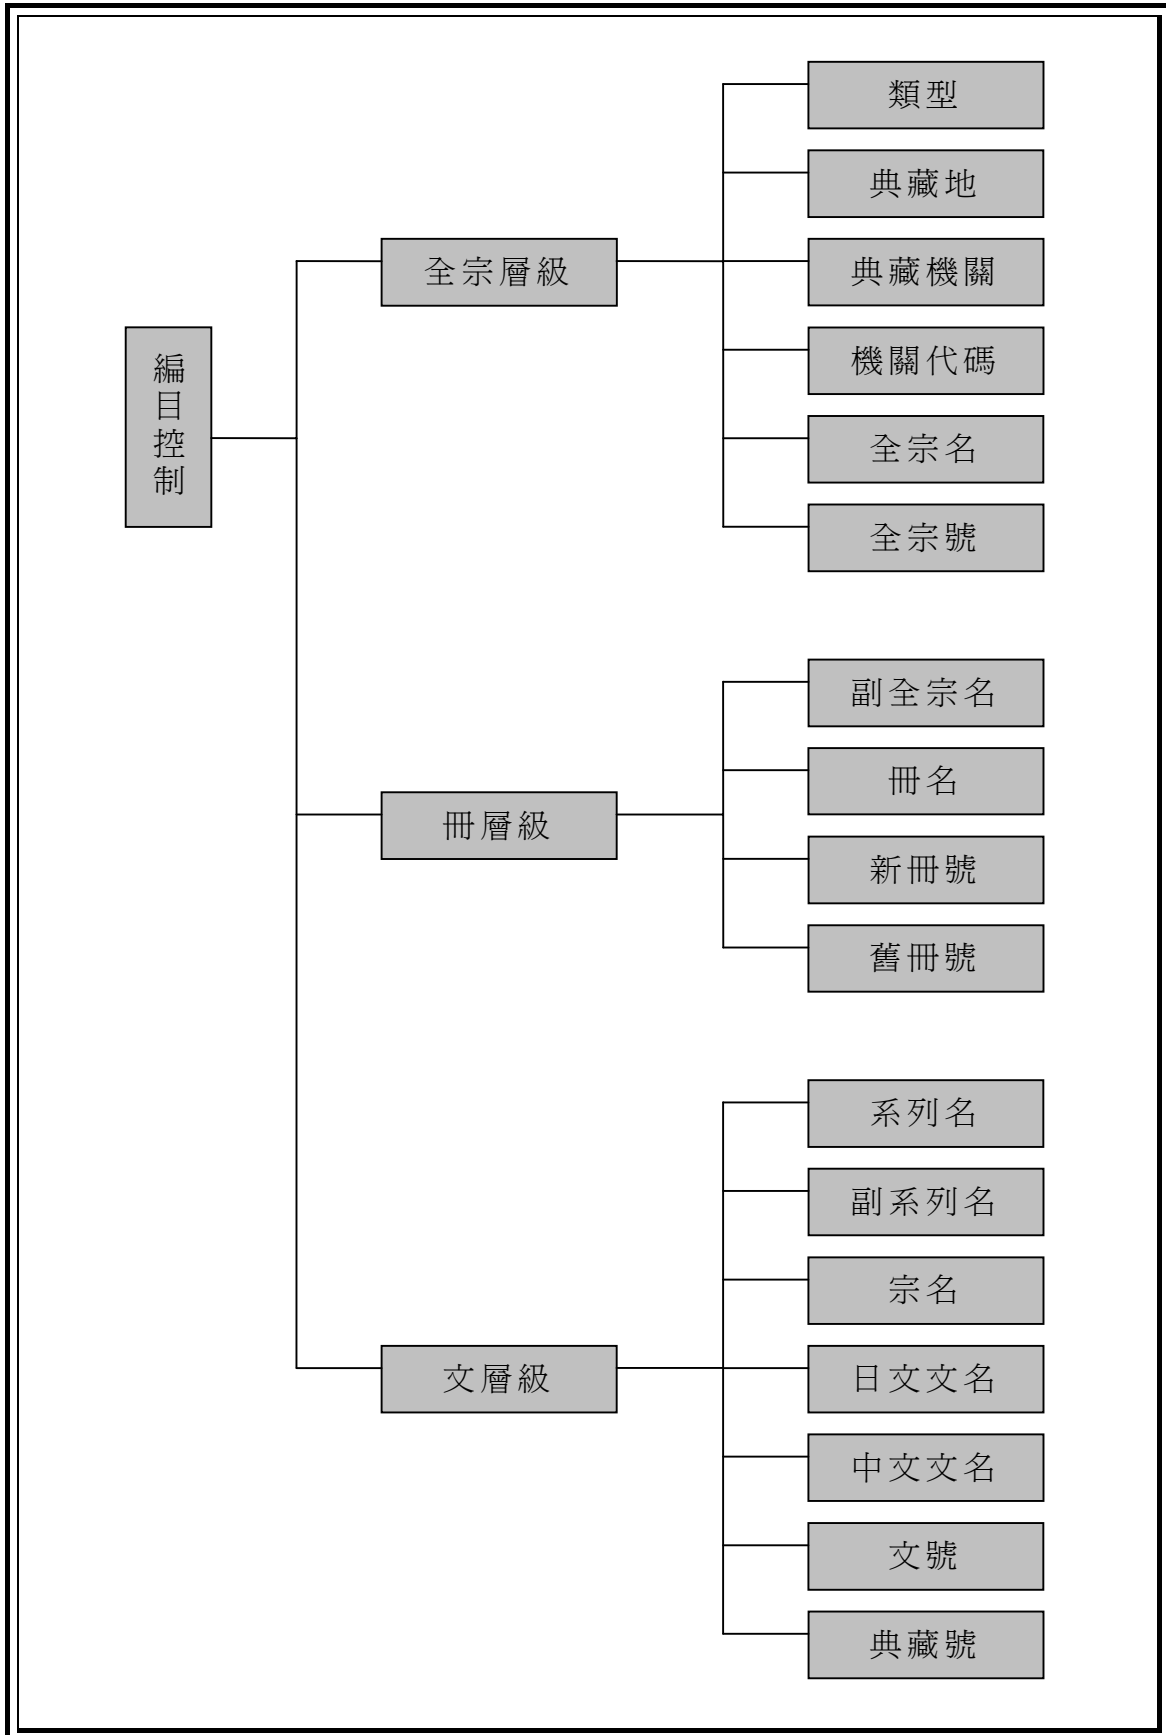 編目控制
全宗層級
類型
典藏地
典藏機關
機關代碼
全宗名
全宗號
冊層級
副全宗名
冊名
新冊號
舊冊號
文層級
系列名
副系列名
宗名
日文文名
中文文名
文號
典藏號